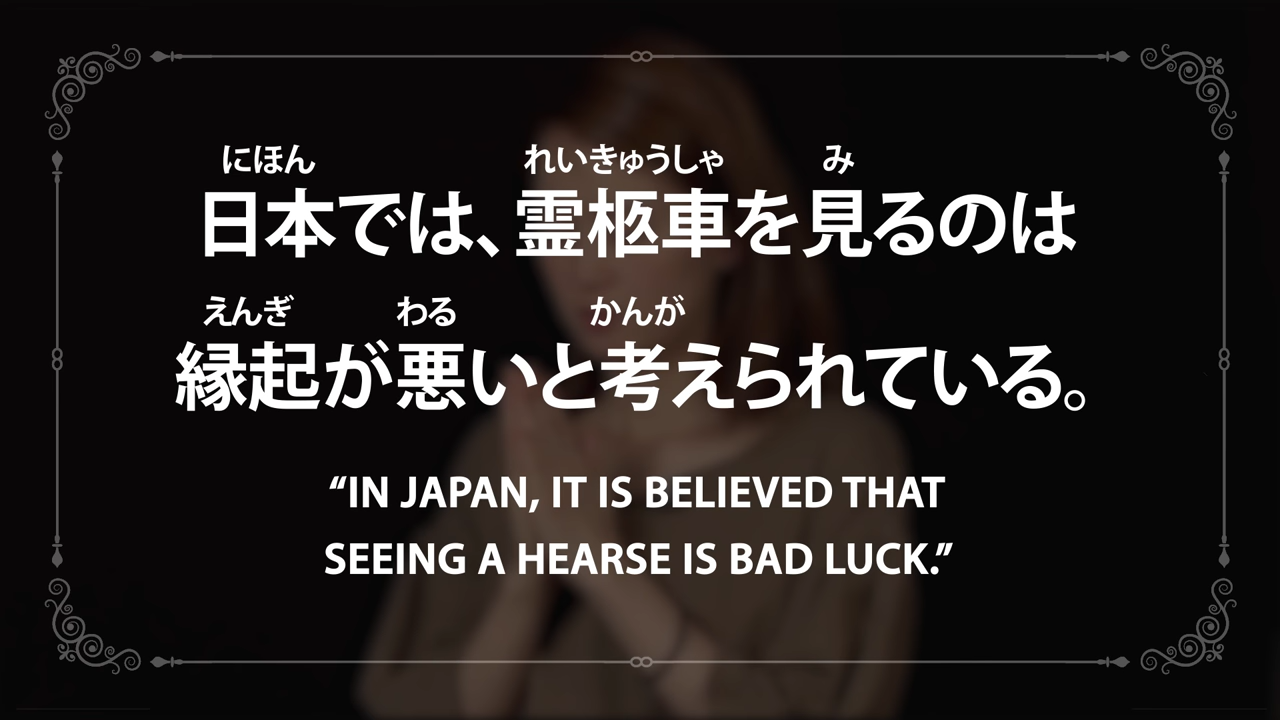 にほん れいきゅうしゃ み
日本では、霊柩車を見るのは
えんぎ わる かんが
縁起が悪いと考えられている。
“IN JAPAN, IT IS BELIEVED THAT
SEEING A HEARSE IS BAD LUCK.”